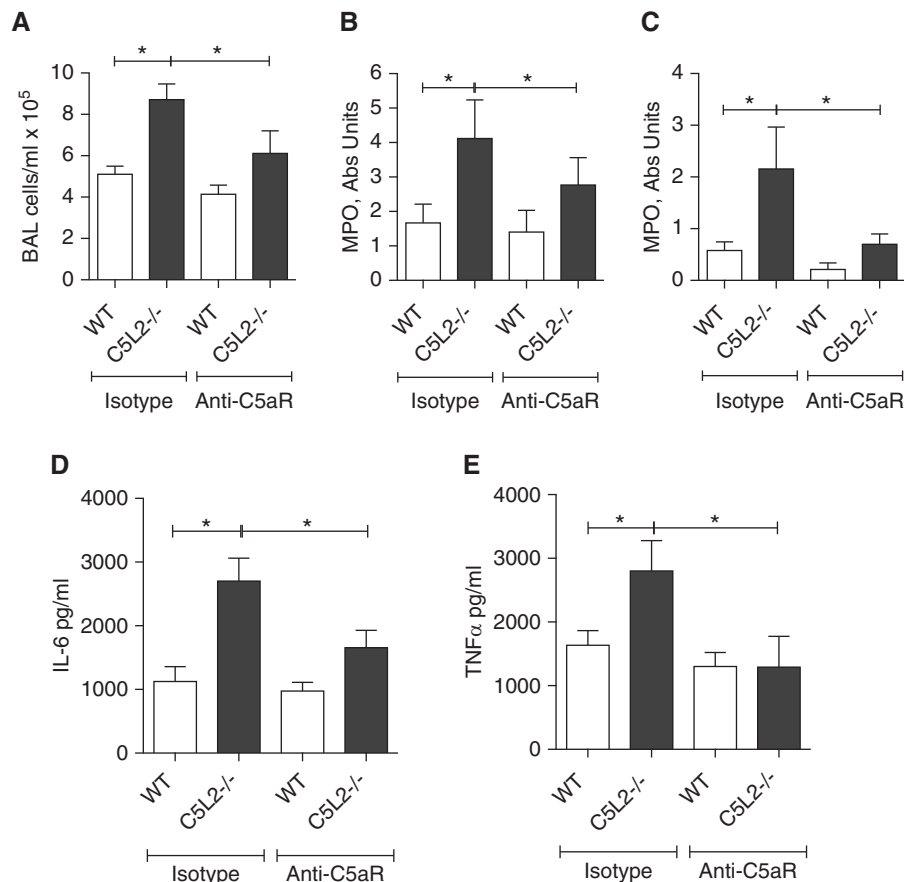 A
BAL cells/ml x 10⁵
10
8
6
4
2
0
* *
WT
C5L2-/-
WT
C5L2-/-
Isotype
Anti-C5aR
B
MPO, Abs Units
6
5
4
3
2
1
0
* *
WT
C5L2-/-
WT
C5L2-/-
Isotype
Anti-C5aR
C
MPO, Abs Units
4
3
2
1
0
* *
WT
C5L2-/-
WT
C5L2-/-
Isotype
Anti-C5aR
D
IL-6 pg/ml
4000
3000
2000
1000
0
* *
WT
C5L2-/-
WT
C5L2-/-
Isotype
Anti-C5aR
E
TNFα pg/ml
4000
3000
2000
1000
0
* *
WT
C5L2-/-
WT
C5L2-/-
Isotype
Anti-C5aR